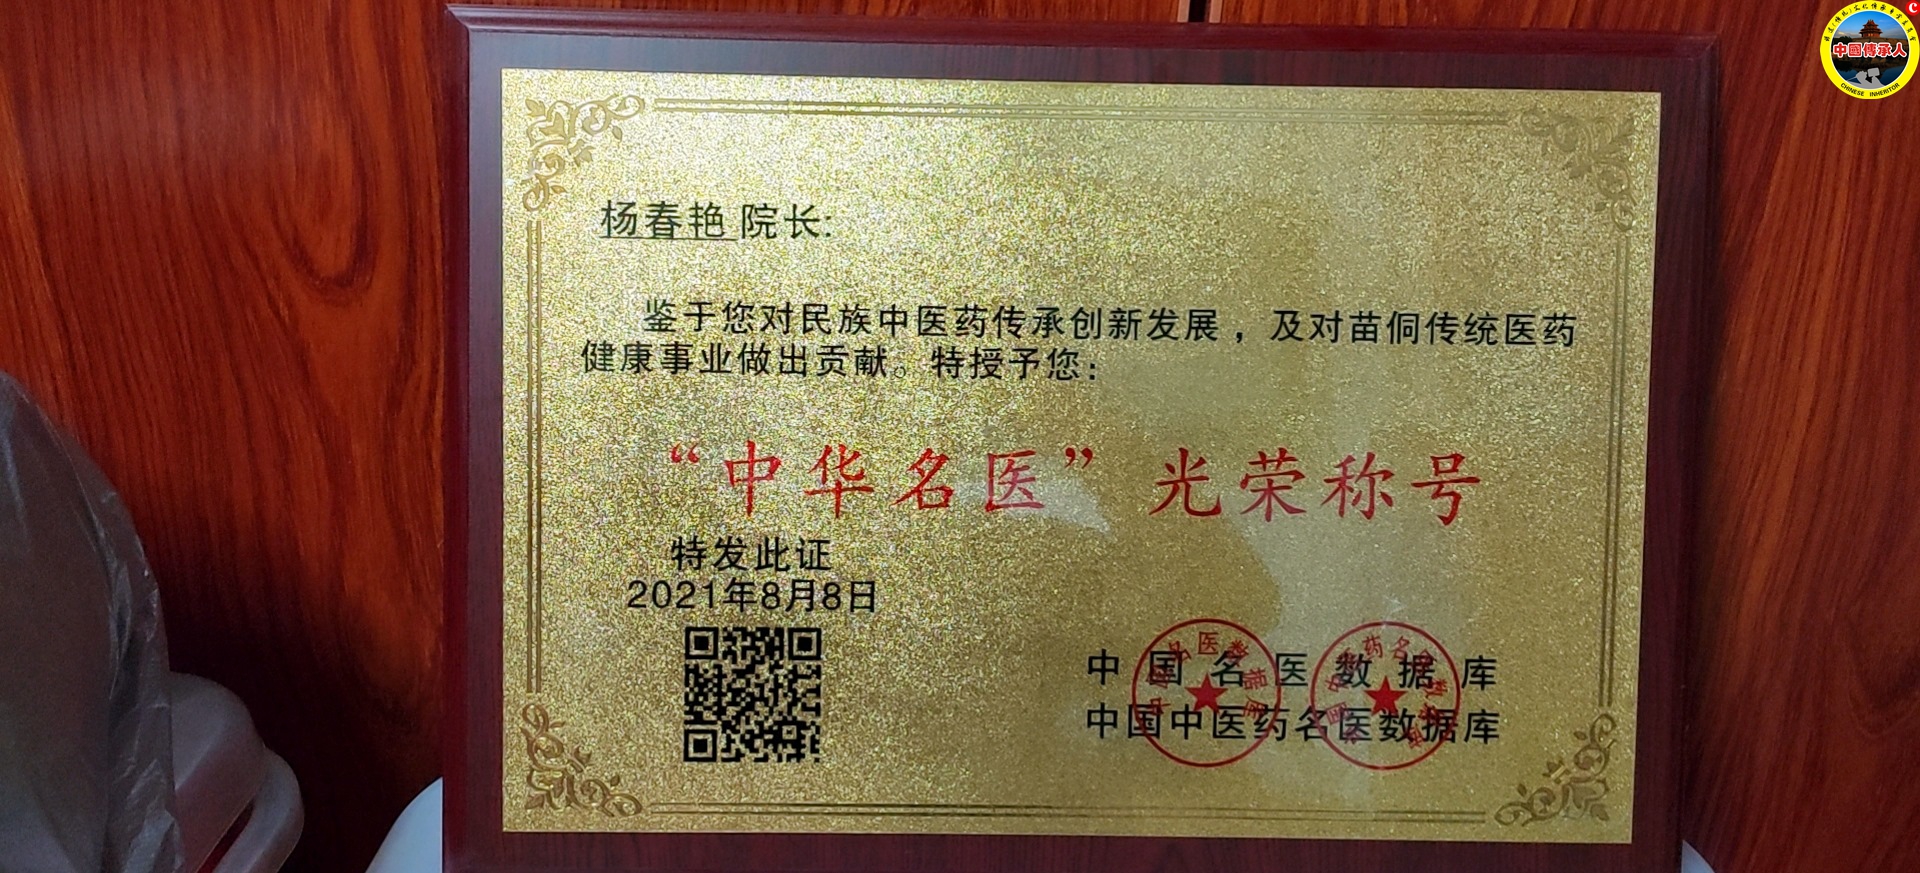 杨春艳 院长:
鉴于您对民族中医药传承创新发展，及对苗侗传统医药
健康事业做出贡献。特授予您:
“中华名医”光荣称号
特发此证
2021年8月8日
中国名医数据库
中国中医药名医数据库
中國傳承人
CHINESE INHERITOR